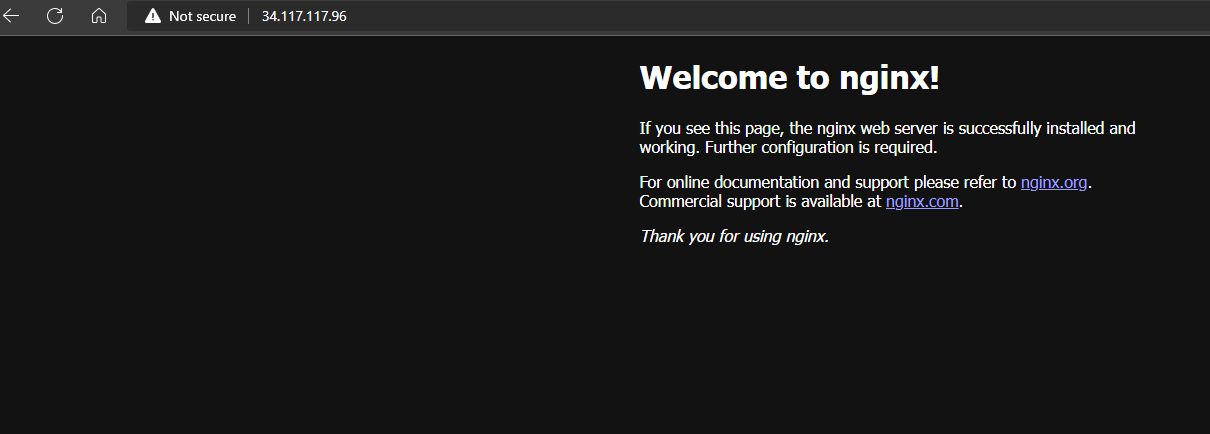 Not secure 34.117.117.96
Welcome to nginx!
If you see this page, the nginx web server is successfully installed and
working. Further configuration is required.
For online documentation and support please refer to nginx.org.
Commercial support is available at nginx.com.
Thank you for using nginx.